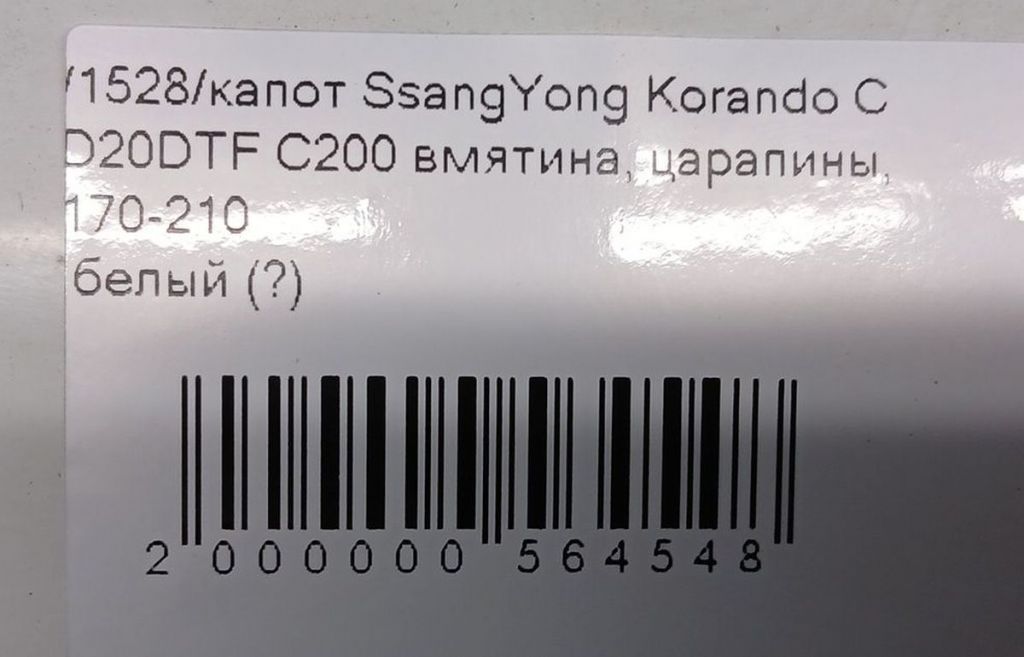 /1528/капот SsangYong Korando C
D20DTF C200 вмятина, царапины,
170-210
белый (?)
2 000000 564548